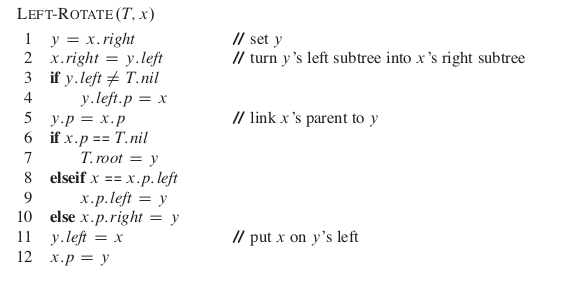 LEFT-ROTATE(T, x)
1 y = x.right // set y
2 x.right = y.left // turn y's left subtree into x's right subtree
3 if y.left ≠ T.nil
4 y.left.p = x
5 y.p = x.p // link x's parent to y
6 if x.p == T.nil
7 T.root = y
8 elseif x == x.p.left
9 x.p.left = y
10 else x.p.right = y
11 y.left = x // put x on y's left
12 x.p = y